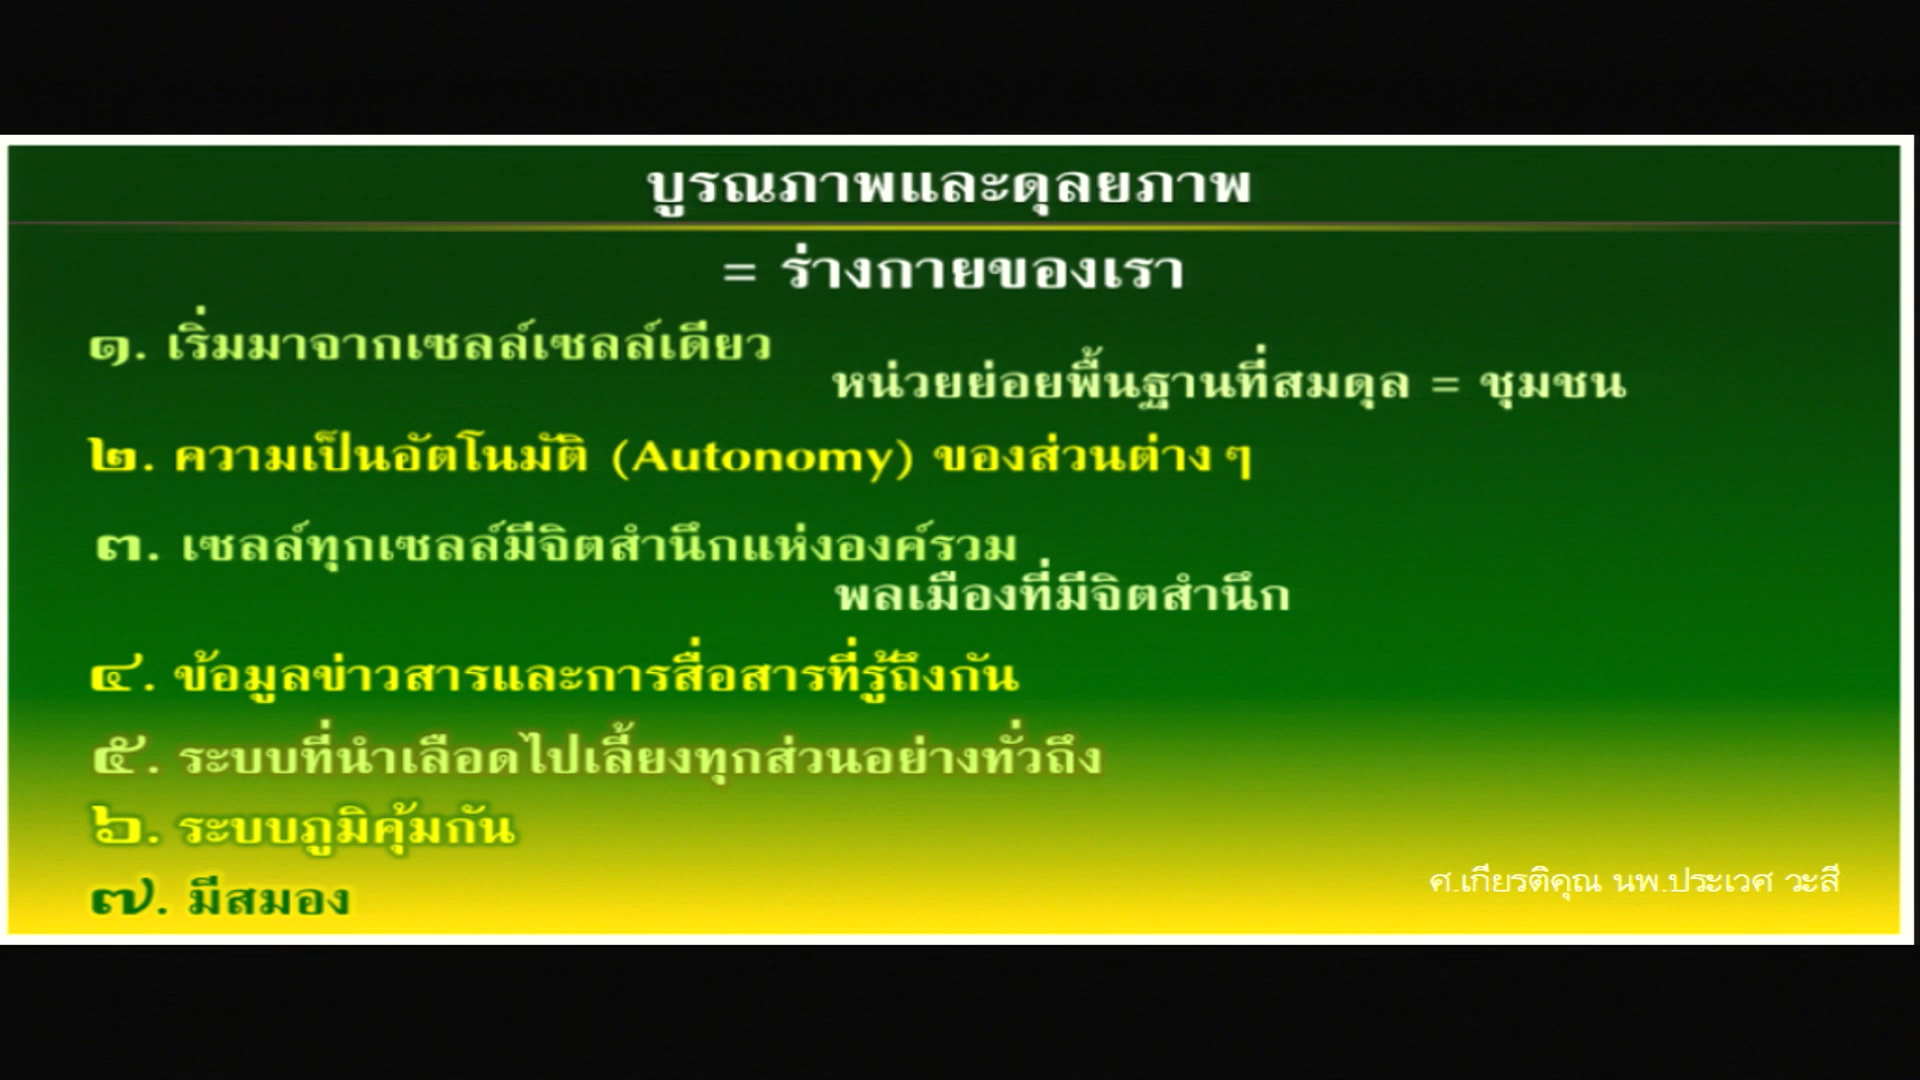 บูรณภาพและดุลยภาพ
= ร่างกายของเรา
๑. เริ่มมาจากเซลล์เซลล์เดียว
หน่วยย่อยพื้นฐานที่สมดุล = ชุมชน
๒. ความเป็นอัตโนมัติ (Autonomy) ของส่วนต่าง ๆ
๓. เซลล์ทุกเซลล์มีจิตสำนึกแห่งองค์รวม
พลเมืองที่มีจิตสำนึก
๔. ข้อมูลข่าวสารและการสื่อสารที่รู้ถึงกัน
๕. ระบบที่นำเลือดไปเลี้ยงทุกส่วนอย่างทั่วถึง
๖. ระบบภูมิคุ้มกัน
๗. มีสมอง
ศ.เกียรติคุณ นพ.ประเวศ วะสี